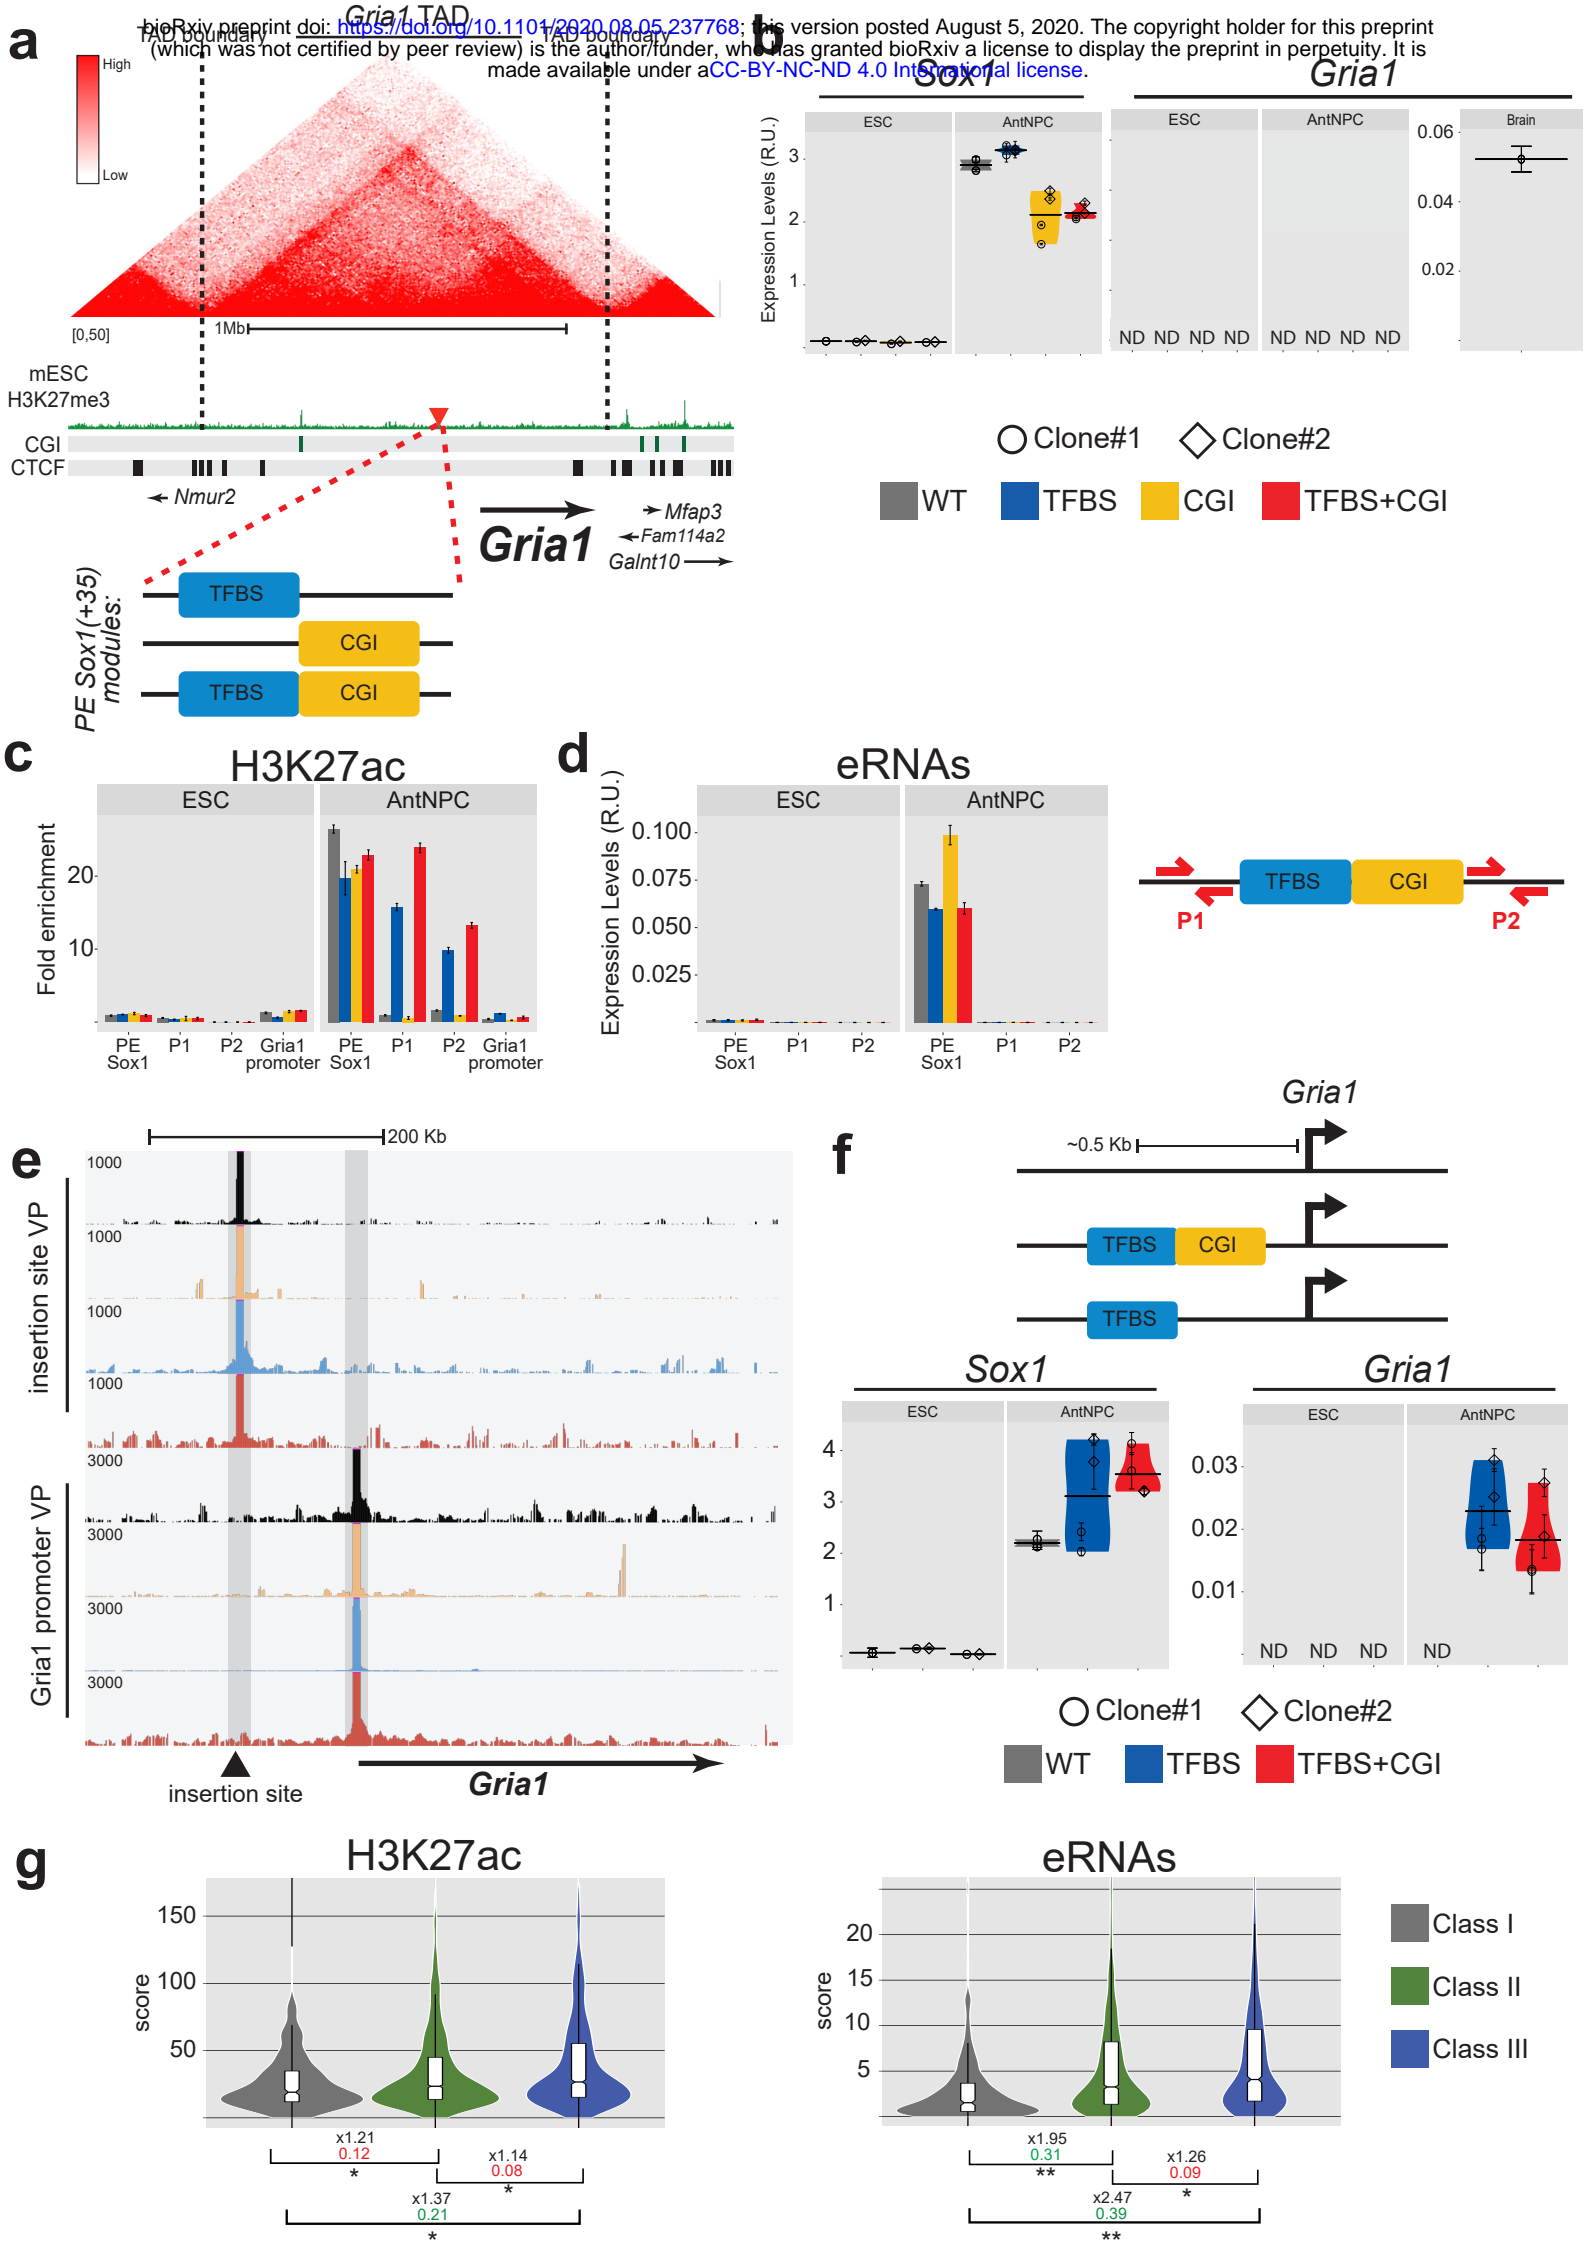 bioRxiv preprint doi: https://doi.org/10.1101/2020.08.05.237768; this version posted August 5, 2020. The copyright holder for this preprint
(which was not certified by peer review) is the author/funder, who has granted bioRxiv a license to display the preprint in perpetuity. It is
made available under aCC-BY-NC-ND 4.0 International license.
a
Gria1 TAD
TAD boundary
TAD boundary
High
Low
[0,50]
1Mb
mESC
H3K27me3
CGI
CTCF
Nmur2
Gria1
Mfap3
Fam114a2
Galnt10
PE Sox1(+35)
modules:
TFBS
CGI
TFBS
CGI
b
Sox1
Gria1
ESC
AntNPC
ESC
AntNPC
Brain
Expression Levels (R.U.)
3
2
1
ND ND ND ND
ND ND ND ND
0.06
0.04
0.02
Clone#1
Clone#2
WT
TFBS
CGI
TFBS+CGI
c
H3K27ac
ESC
AntNPC
Fold enrichment
20
10
PE
Sox1
P1
P2
Gria1
promoter
PE
Sox1
P1
P2
Gria1
promoter
d
eRNAs
ESC
AntNPC
Expression Levels (R.U.)
0.100
0.075
0.050
0.025
PE
Sox1
P1
P2
PE
Sox1
P1
P2
TFBS
CGI
P1
P2
e
200 Kb
insertion site VP
1000
1000
1000
1000
Gria1 promoter VP
3000
3000
3000
3000
insertion site
Gria1
f
Gria1
~0.5 Kb
TFBS
CGI
TFBS
Sox1
Gria1
ESC
AntNPC
ESC
AntNPC
4
3
2
1
0.03
0.02
0.01
ND ND ND
ND
Clone#1
Clone#2
WT
TFBS
TFBS+CGI
g
H3K27ac
score
150
100
50
x1.21
0.12
*
x1.14
0.08
*
x1.37
0.21
*
eRNAs
score
20
15
10
5
x1.95
0.31
**
x1.26
0.09
*
x2.47
0.39
**
Class I
Class II
Class III